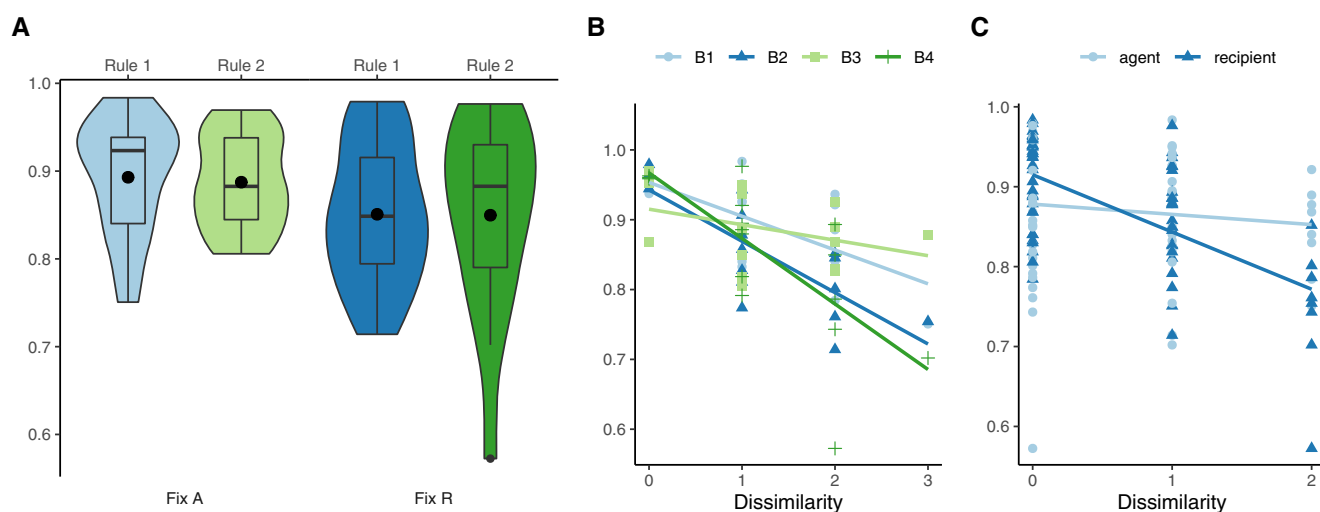 A
Rule 1 Rule 2 Rule 1 Rule 2
1.0
0.9
0.8
0.7
0.6
Fix A Fix R
B
B1 B2 B3 B4
1.0
0.9
0.8
0.7
0.6
0 1 2 3
Dissimilarity
C
agent recipient
1.0
0.9
0.8
0.7
0.6
0 1 2
Dissimilarity